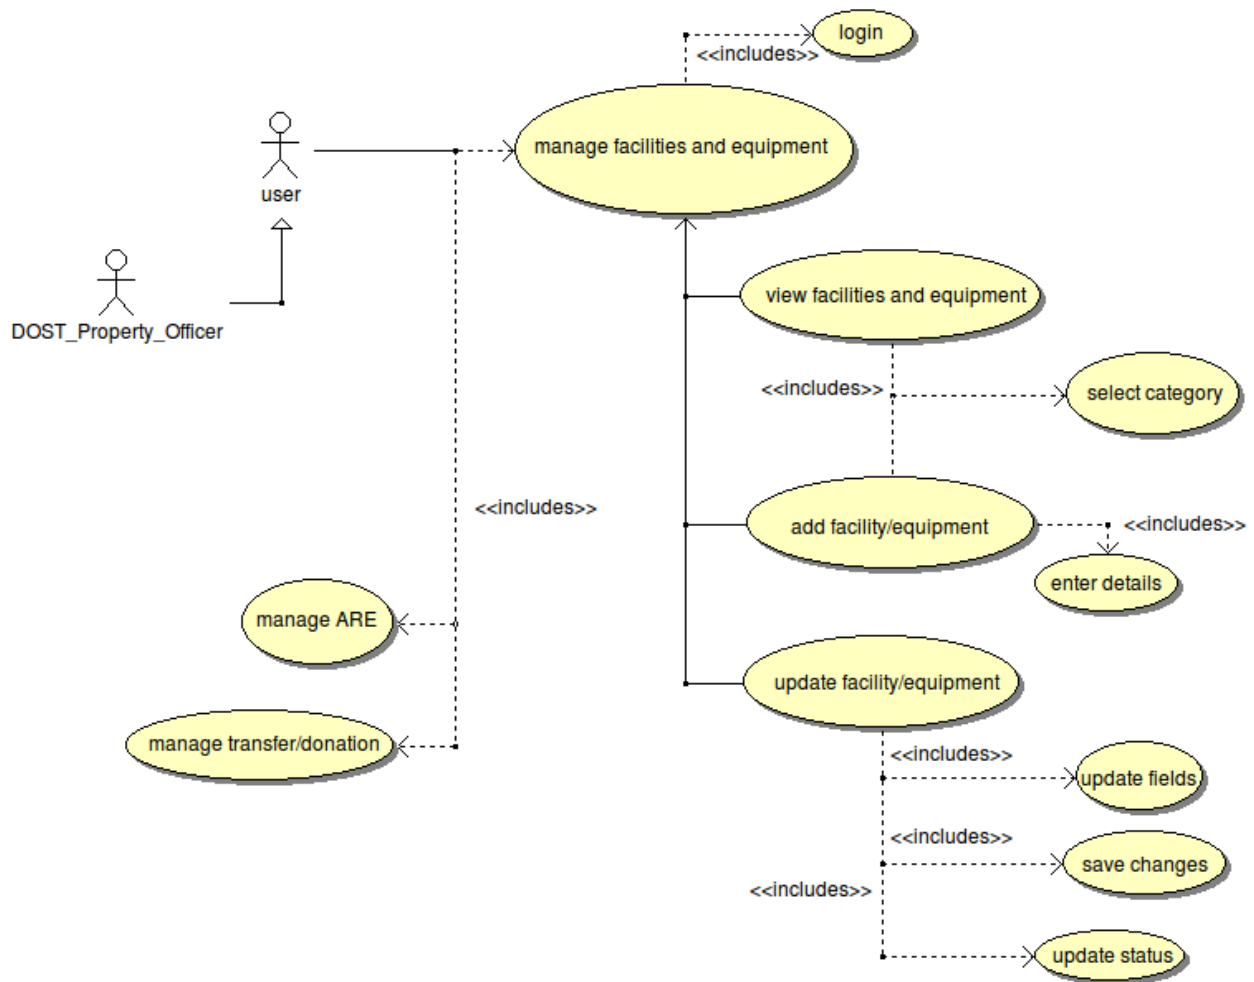 login
<<includes>>
manage facilities and equipment
user
DOST_Property_Officer
view facilities and equipment
<<includes>>
select category
<<includes>>
add facility/equipment
<<includes>>
enter details
manage ARE
update facility/equipment
manage transfer/donation
<<includes>>
update fields
<<includes>>
save changes
<<includes>>
update status